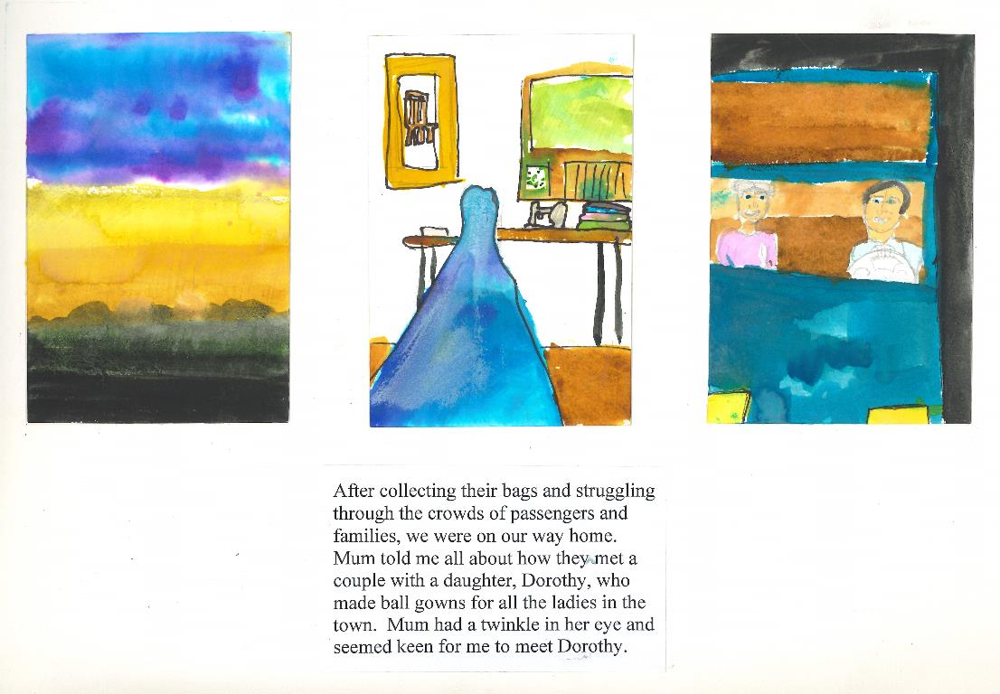 After collecting their bags and struggling
through the crowds of passengers and
families, we were on our way home.
Mum told me all about how they met a
couple with a daughter, Dorothy, who
made ball gowns for all the ladies in the
town.  Mum had a twinkle in her eye and
seemed keen for me to meet Dorothy.